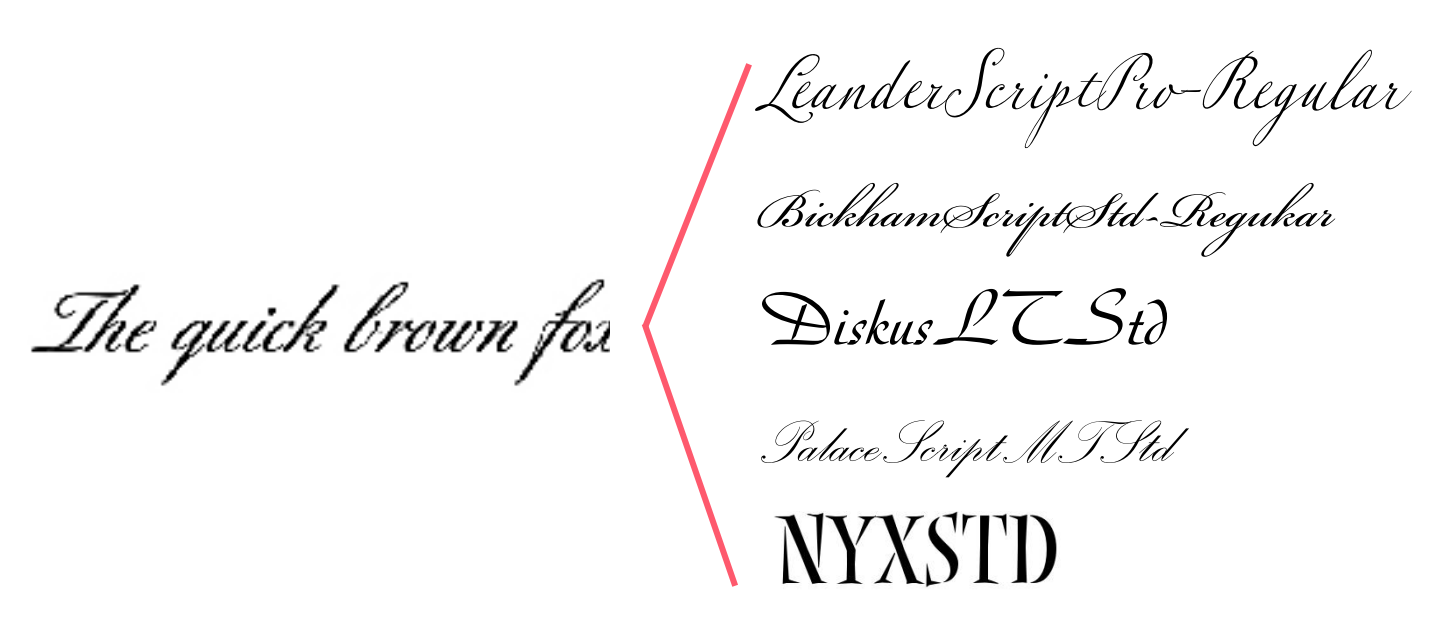 The quick brown fox
LeanderScriptPro-Regular
BickhamScriptStd-Regukar
DiskusLTStd
PalaceScriptMTStd
NYXSTD